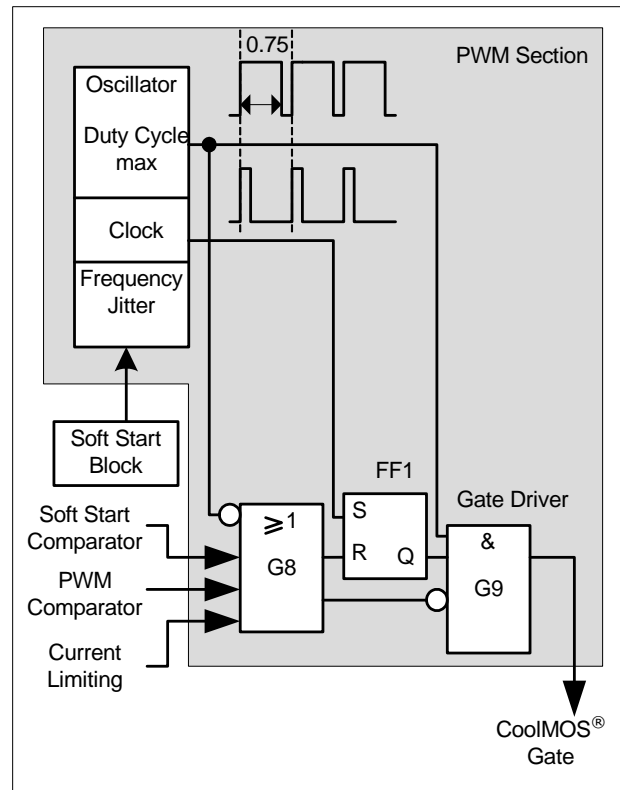 0.75
PWM Section
Oscillator
Duty Cycle
max
Clock
Frequency
Jitter
Soft Start
Block
FF1
Gate Driver
Soft Start
Comparator
PWM
Comparator
Current
Limiting
⩾1
G8
S
R
Q
&
G9
CoolMOS®
Gate